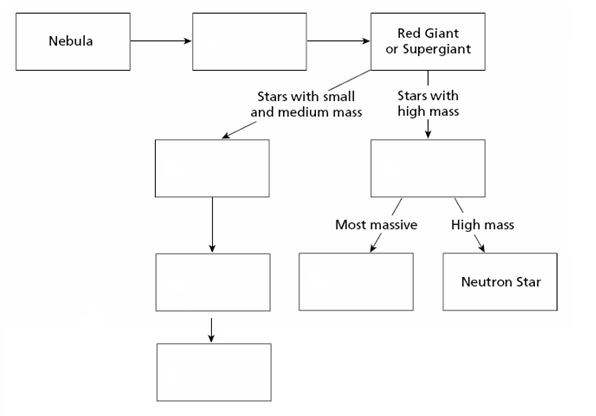 Nebula
Red Giant
or Supergiant
Stars with small
and medium mass
Stars with
high mass
Most massive
High mass
Neutron Star